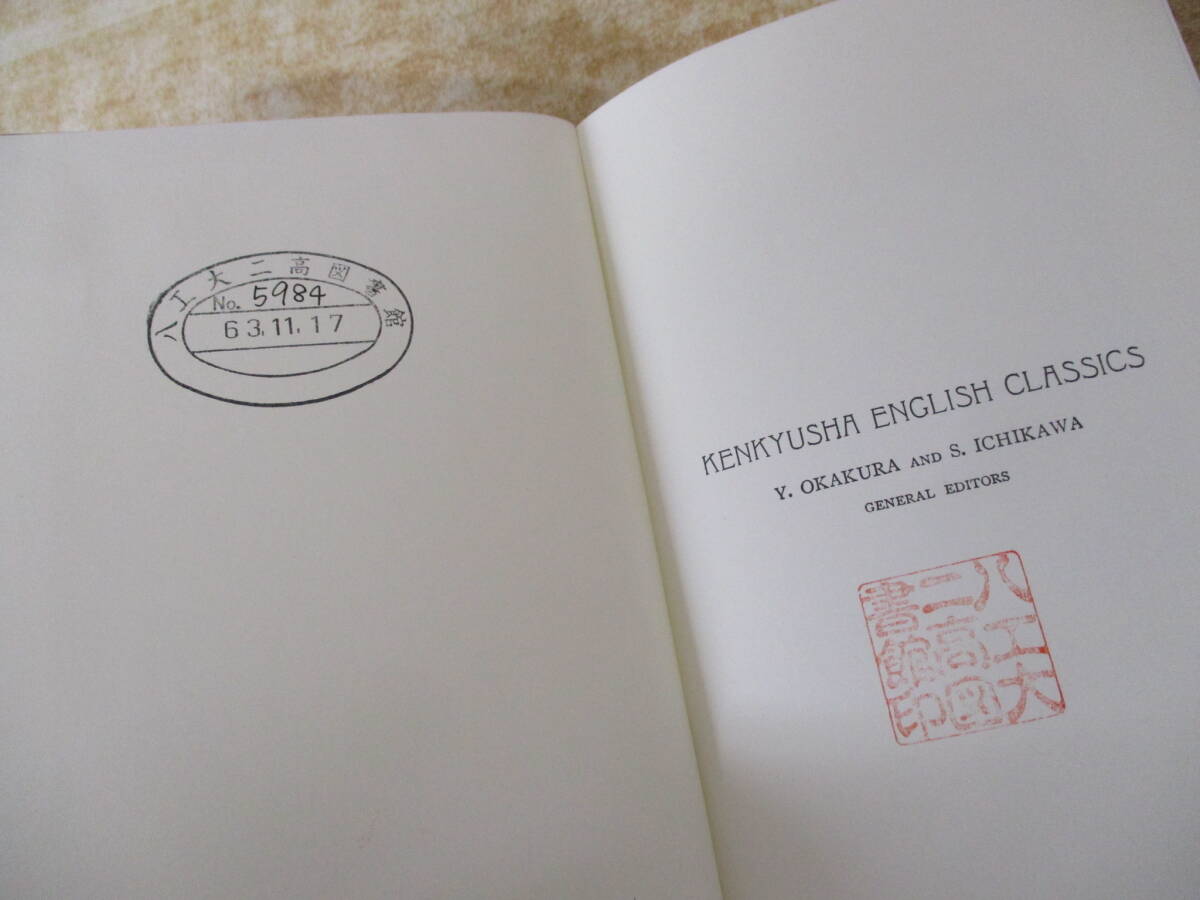 八工大二高図書館
No. 5984
63.11.17
KENKYUSHA ENGLISH CLASSICS
Y. OKAKURA AND S. ICHIKAWA
GENERAL EDITORS
八工大
二高図
書館印